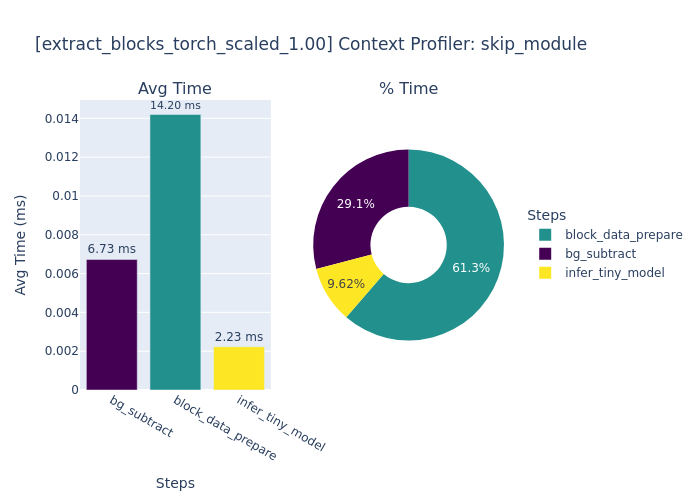 [extract_blocks_torch_scaled_1.00] Context Profiler: skip_module
Avg Time
% Time
Avg Time (ms)
0.014
0.012
0.01
0.008
0.006
0.004
0.002
0
6.73 ms
14.20 ms
2.23 ms
bg_subtract
block_data_prepare
infer_tiny_model
Steps
29.1%
61.3%
9.62%
Steps
block_data_prepare
bg_subtract
infer_tiny_model